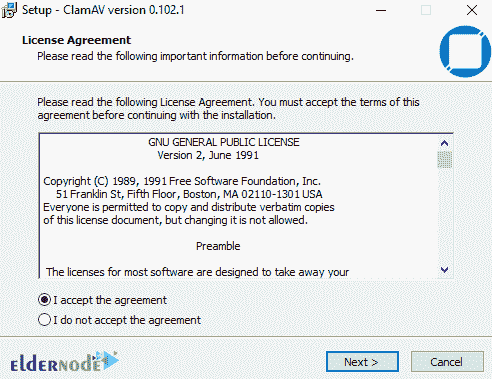 Setup - ClamAV version 0.102.1
License Agreement
Please read the following important information before continuing.
Please read the following License Agreement. You must accept the terms of this
agreement before continuing with the installation.
GNU GENERAL PUBLIC LICENSE
Version 2, June 1991
Copyright (C) 1989, 1991 Free Software Foundation, Inc.
51 Franklin St, Fifth Floor, Boston, MA 02110-1301 USA
Everyone is permitted to copy and distribute verbatim copies
of this license document, but changing it is not allowed.
Preamble
The licenses for most software are designed to take away your
I accept the agreement
I do not accept the agreement
eldernode
Next >
Cancel